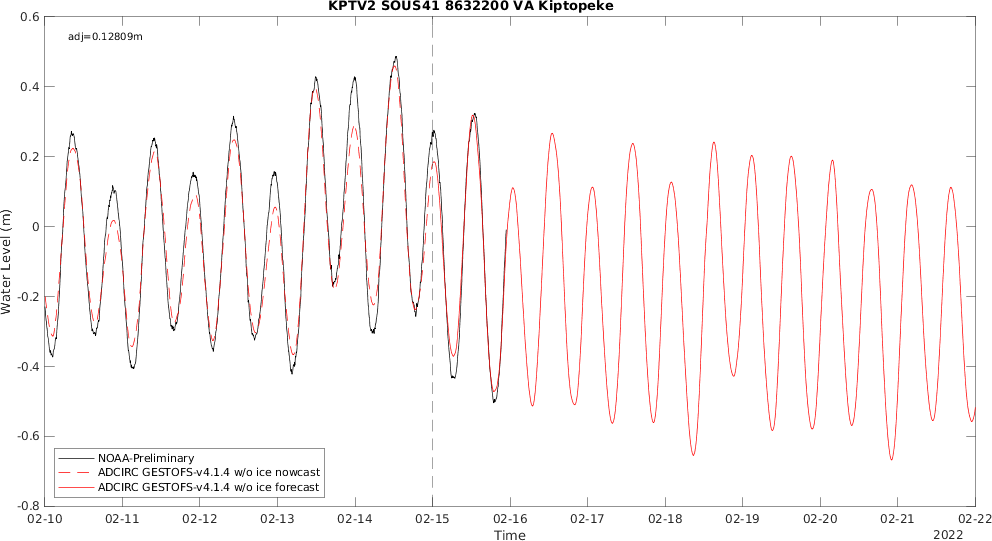 KPTV2 SOUS41 8632200 VA Kiptopeke
adj=0.12809m
0.6
0.4
0.2
0
-0.2
-0.4
-0.6
-0.8
Water Level (m)
NOAA-Preliminary
ADCIRC GESTOFS-v4.1.4 w/o ice nowcast
ADCIRC GESTOFS-v4.1.4 w/o ice forecast
02-10 02-11 02-12 02-13 02-14 02-15 02-16 02-17 02-18 02-19 02-20 02-21 02-22
Time
2022